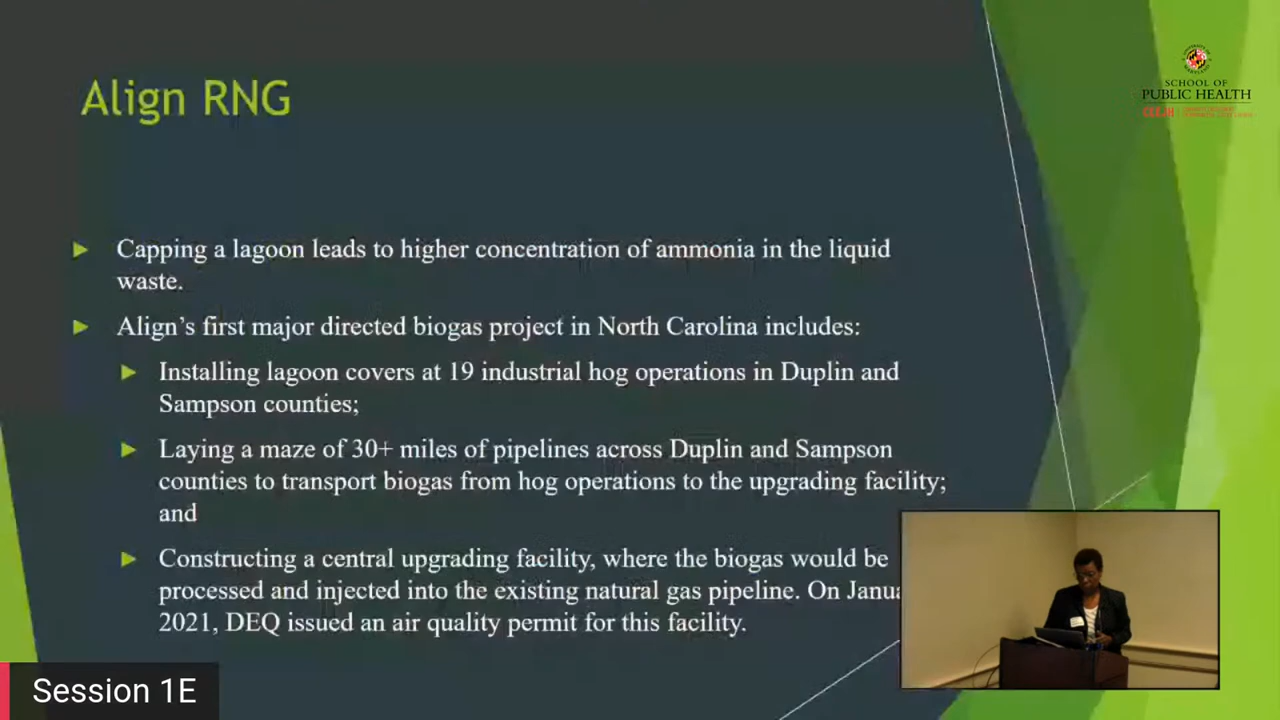 Align RNG
SCHOOL OF
PUBLIC HEALTH
Capping a lagoon leads to higher concentration of ammonia in the liquid
waste.
Align's first major directed biogas project in North Carolina includes:
Installing lagoon covers at 19 industrial hog operations in Duplin and
Sampson counties;
Laying a maze of 30+ miles of pipelines across Duplin and Sampson
counties to transport biogas from hog operations to the upgrading facility;
and
Constructing a central upgrading facility, where the biogas would be
processed and injected into the existing natural gas pipeline. On Janua
2021, DEQ issued an air quality permit for this facility.
Session 1E